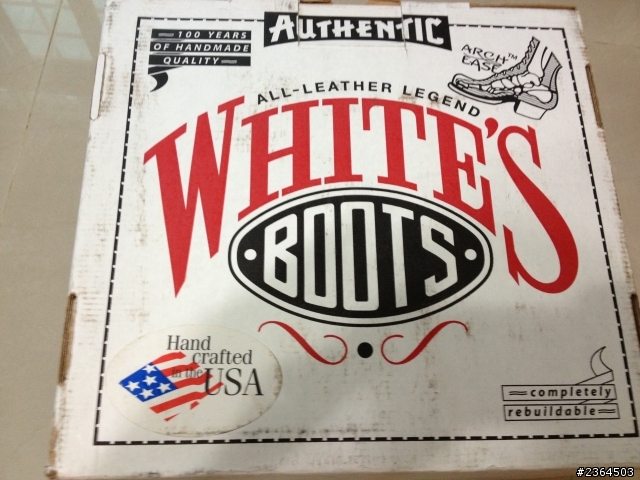 AUTHENTIC
100 YEARS
OF HANDMADE
QUALITY
ARCH™
EASE
ALL-LEATHER LEGEND
WHITE'S
BOOTS
Hand
crafted
in the USA
completely
rebuildable
#2364503